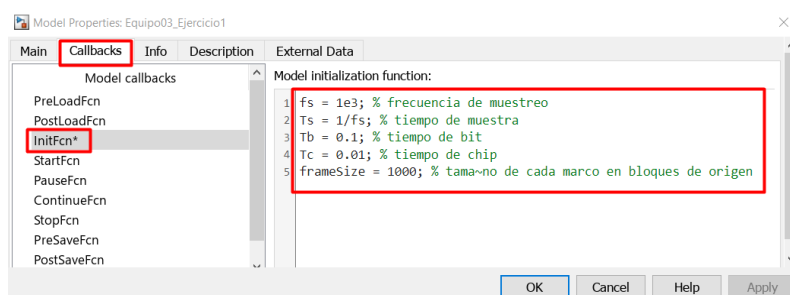 Model Properties: Equipo03_Ejercicio1
Main Callbacks Info Description External Data
Model callbacks
PreLoadFcn
PostLoadFcn
InitFcn*
StartFcn
PauseFcn
ContinueFcn
StopFcn
PreSaveFcn
PostSaveFcn
Model initialization function:
1 fs = 1e3; % frecuencia de muestreo
2 Ts = 1/fs; % tiempo de muestra
3 Tb = 0.1; % tiempo de bit
4 Tc = 0.01; % tiempo de chip
5 frameSize = 1000; % tama~no de cada marco en bloques de origen
OK Cancel Help Apply